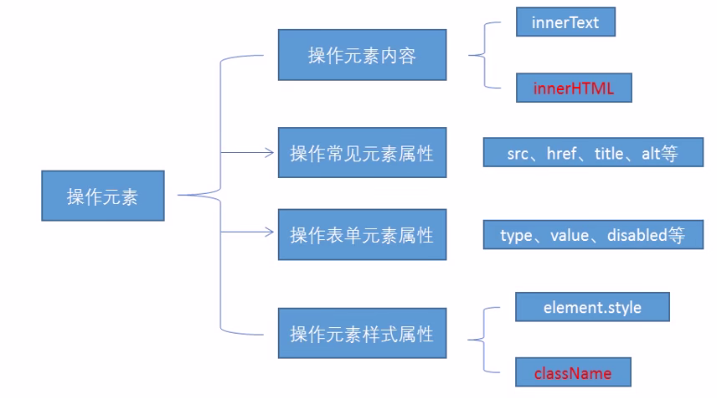 操作元素
操作元素内容
innerText
innerHTML
操作常见元素属性
src、href、title、alt等
操作表单元素属性
type、value、disabled等
操作元素样式属性
element.style
className